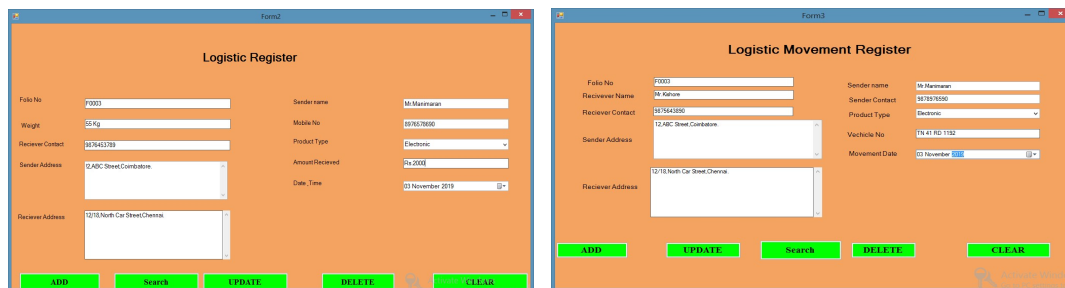 Form2
Logistic Register
Folio No F0003 Sender name Mr.Manimaran
Weight 55 Kg Mobile No 8976578690
Reciever Contact 9876453789 Product Type Electronic
Sender Address 12,ABC Street,Coimbatore. Amount Recieved Rs.2000
Date ,Time 03 November 2019
Reciever Address 12/18,North Car Street,Chennai.
ADD Search UPDATE DELETE CLEAR
Form3
Logistic Movement Register
Folio No F0003 Sender name Mr.Manimaran
Recivever Name Mr.Kishore Sender Contact 9678976590
Reciever Contact 9875643890 Product Type Electronic
Sender Address 12,ABC Street,Coimbatore. Vechicle No TN 41 RD 1192
Movement Date 03 November 2019
Reciever Address 12/18,North Car Street,Chennai.
ADD UPDATE Search DELETE CLEAR